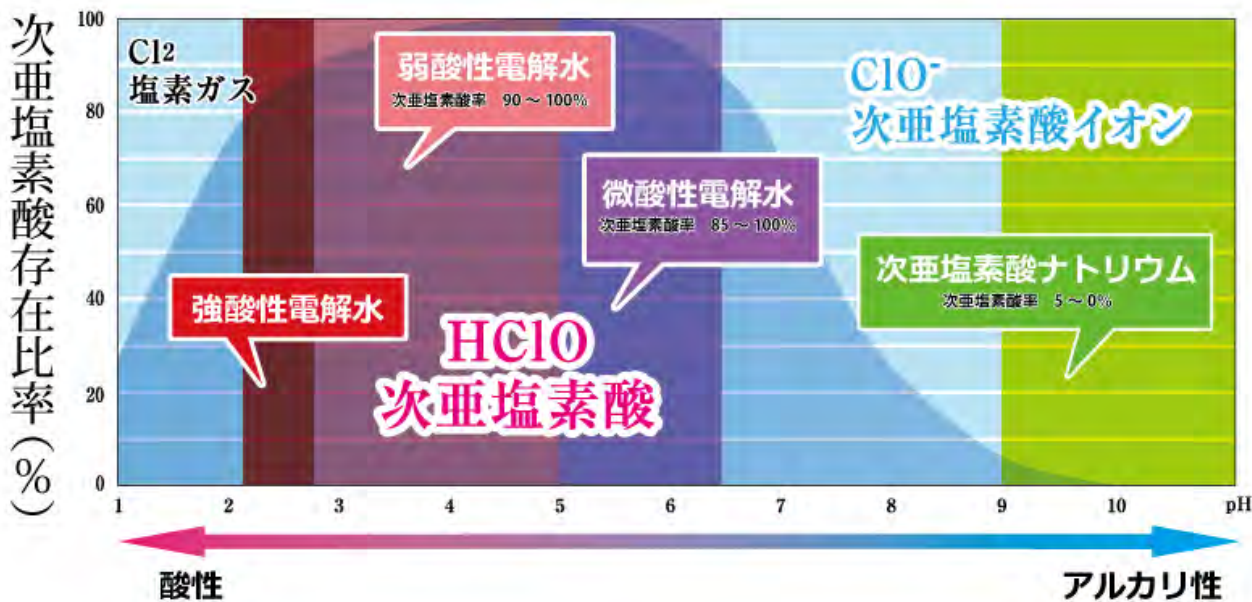 次亜塩素酸存在比率（%）
100
80
60
40
20
0
Cl2
塩素ガス
弱酸性電解水
次亜塩素酸率 90～100%
ClO-
次亜塩素酸イオン
微酸性電解水
次亜塩素酸率 85～100%
次亜塩素酸ナトリウム
次亜塩素酸率 5～0%
強酸性電解水
HClO
次亜塩素酸
1 2 3 4 5 6 7 8 9 10 pH
酸性 アルカリ性